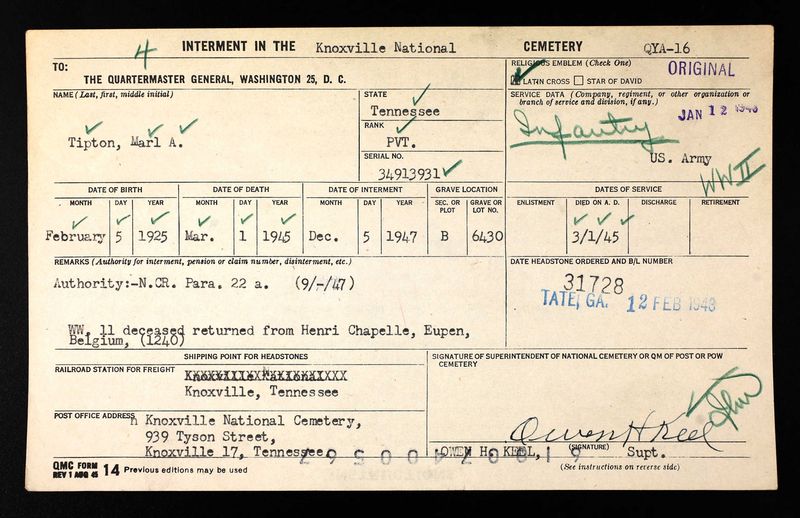 4 INTERMENT IN THE Knoxville National CEMETERY QYA-16
TO:
THE QUARTERMASTER GENERAL, WASHINGTON 25, D. C.
RELIGIOUS EMBLEM (Check One)
LATIN CROSS STAR OF DAVID
ORIGINAL
NAME (Last, first, middle initial)
Tipton, Marl A.
STATE
Tennessee
RANK
PVT.
SERIAL NO.
34913931
SERVICE DATA (Company, regiment, or other organization or
branch of service and division, if any.)
JAN 12 1948
Infantry
US. Army
WW II
DATE OF BIRTH DATE OF DEATH DATE OF INTERMENT GRAVE LOCATION DATES OF SERVICE
MONTH DAY YEAR MONTH DAY YEAR MONTH DAY YEAR SEC. OR PLOT GRAVE OR LOT NO. ENLISTMENT DIED ON A. D. DISCHARGE RETIREMENT
February 5 1925 Mar. 1 1945 Dec. 5 1947 B 6430 3/1/45
REMARKS (Authority for interment, pension or claim number, disinterment, etc.)
Authority:-N.CR. Para. 22 a. (9/-/47)
WW. 11 deceased returned from Henri Chapelle, Eupen,
Belgium, (1240)
DATE HEADSTONE ORDERED AND B/L NUMBER
31728
TATE, GA. 12 FEB 1948
SHIPPING POINT FOR HEADSTONES
RAILROAD STATION FOR FREIGHT
Knoxville, Tennessee
POST OFFICE ADDRESS
Knoxville National Cemetery,
939 Tyson Street,
Knoxville 17, Tennessee
SIGNATURE OF SUPERINTENDENT OF NATIONAL CEMETERY OR QM OF POST OR POW
CEMETERY
Owen H Keel
OWEN H. KEEL, (SIGNATURE) Supt.
(See instructions on reverse side)
QMC FORM
REV 1 AUG 45 14 Previous editions may be used